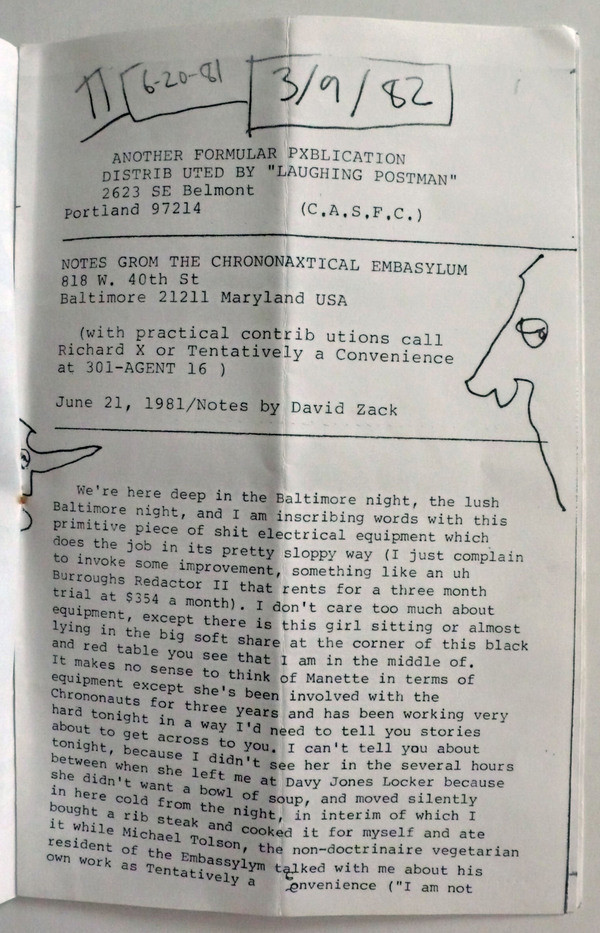 6-20-81 3/9/82
ANOTHER FORMULAR PXBLICATION
DISTRIB UTED BY "LAUGHING POSTMAN"
2623 SE Belmont
Portland 97214 (C.A.S.F.C.)
NOTES GROM THE CHRONONAXTICAL EMBASYLUM
818 W. 40th St
Baltimore 21211 Maryland USA
(with practical contrib utions call
Richard X or Tentatively a Convenience
at 301-AGENT 16 )
June 21, 1981/Notes by David Zack
We're here deep in the Baltimore night, the lush
Baltimore night, and I am inscribing words with this
primitive piece of shit electrical equipment which
does the job in its pretty sloppy way (I just complain
to invoke some improvement, something like an uh
Burroughs Redactor II that rents for a three month
trial at $354 a month). I don't care too much about
equipment, except there is this girl sitting or almost
lying in the big soft share at the corner of this black
and red table you see that I am in the middle of.
It makes no sense to think of Manette in terms of
equipment except she's been involved with the
Chrononauts for three years and has been working very
hard tonight in a way I'd need to tell you stories
about to get across to you. I can't tell you about
tonight, because I didn't see her in the several hours
between when she left me at Davy Jones Locker because
she didn't want a bowl of soup, and moved silently
in here cold from the night, in interim of which I
bought a rib steak and cooked it for myself and ate
it while Michael Tolson, the non-doctrinaire vegetarian
resident of the Embassylym talked with me about his
own work as Tentatively a Convenience ("I am not